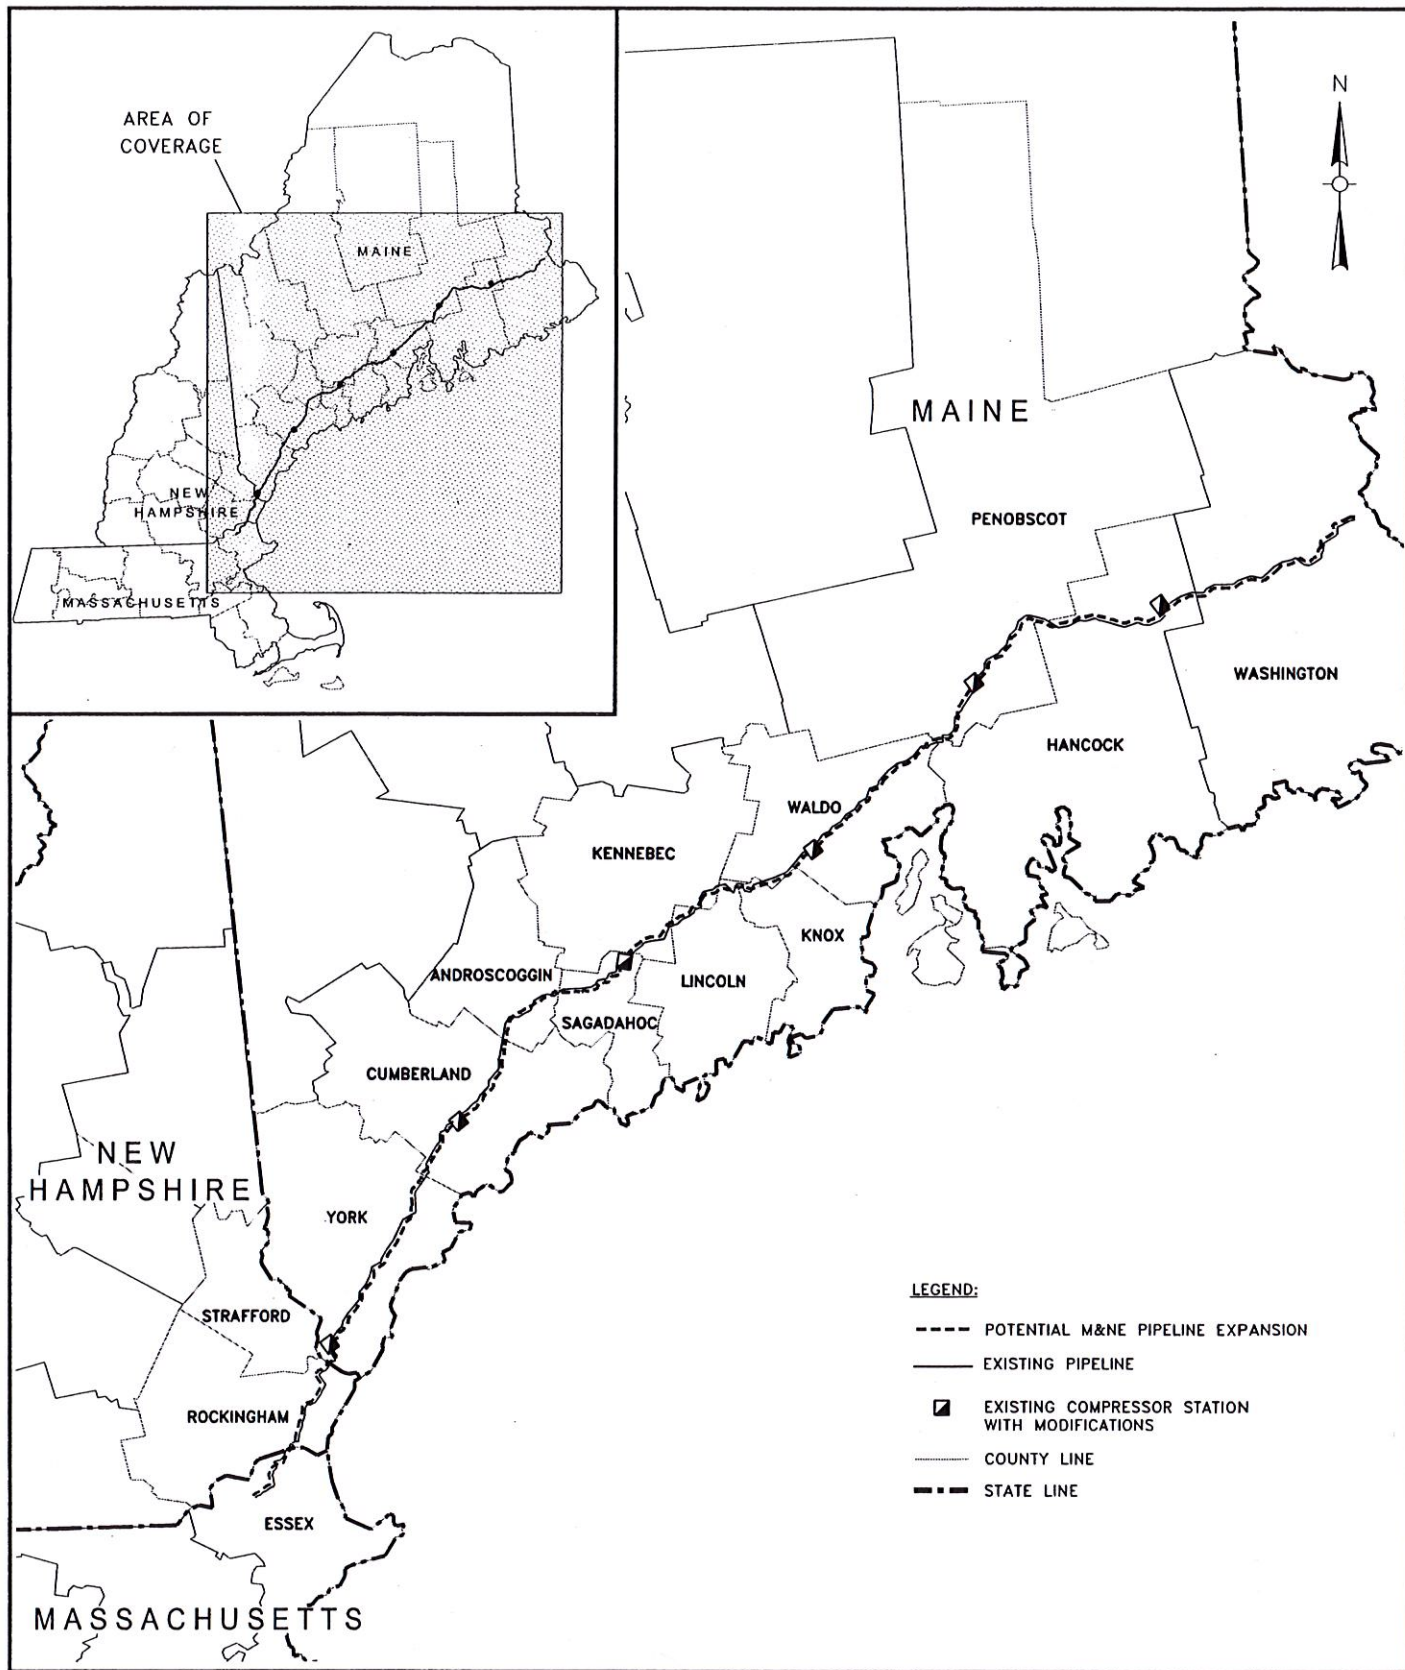 AREA OF
COVERAGE
MAINE
NEW
HAMPSHIRE
MASSACHUSETTS
N
MAINE
PENOBSCOT
WASHINGTON
HANCOCK
WALDO
KENNEBEC
KNOX
ANDROSCOGGIN
LINCOLN
SAGADAHOC
CUMBERLAND
NEW
HAMPSHIRE
YORK
STRAFFORD
ROCKINGHAM
ESSEX
MASSACHUSETTS
LEGEND:
POTENTIAL M&NE PIPELINE EXPANSION
EXISTING PIPELINE
EXISTING COMPRESSOR STATION
WITH MODIFICATIONS
COUNTY LINE
STATE LINE